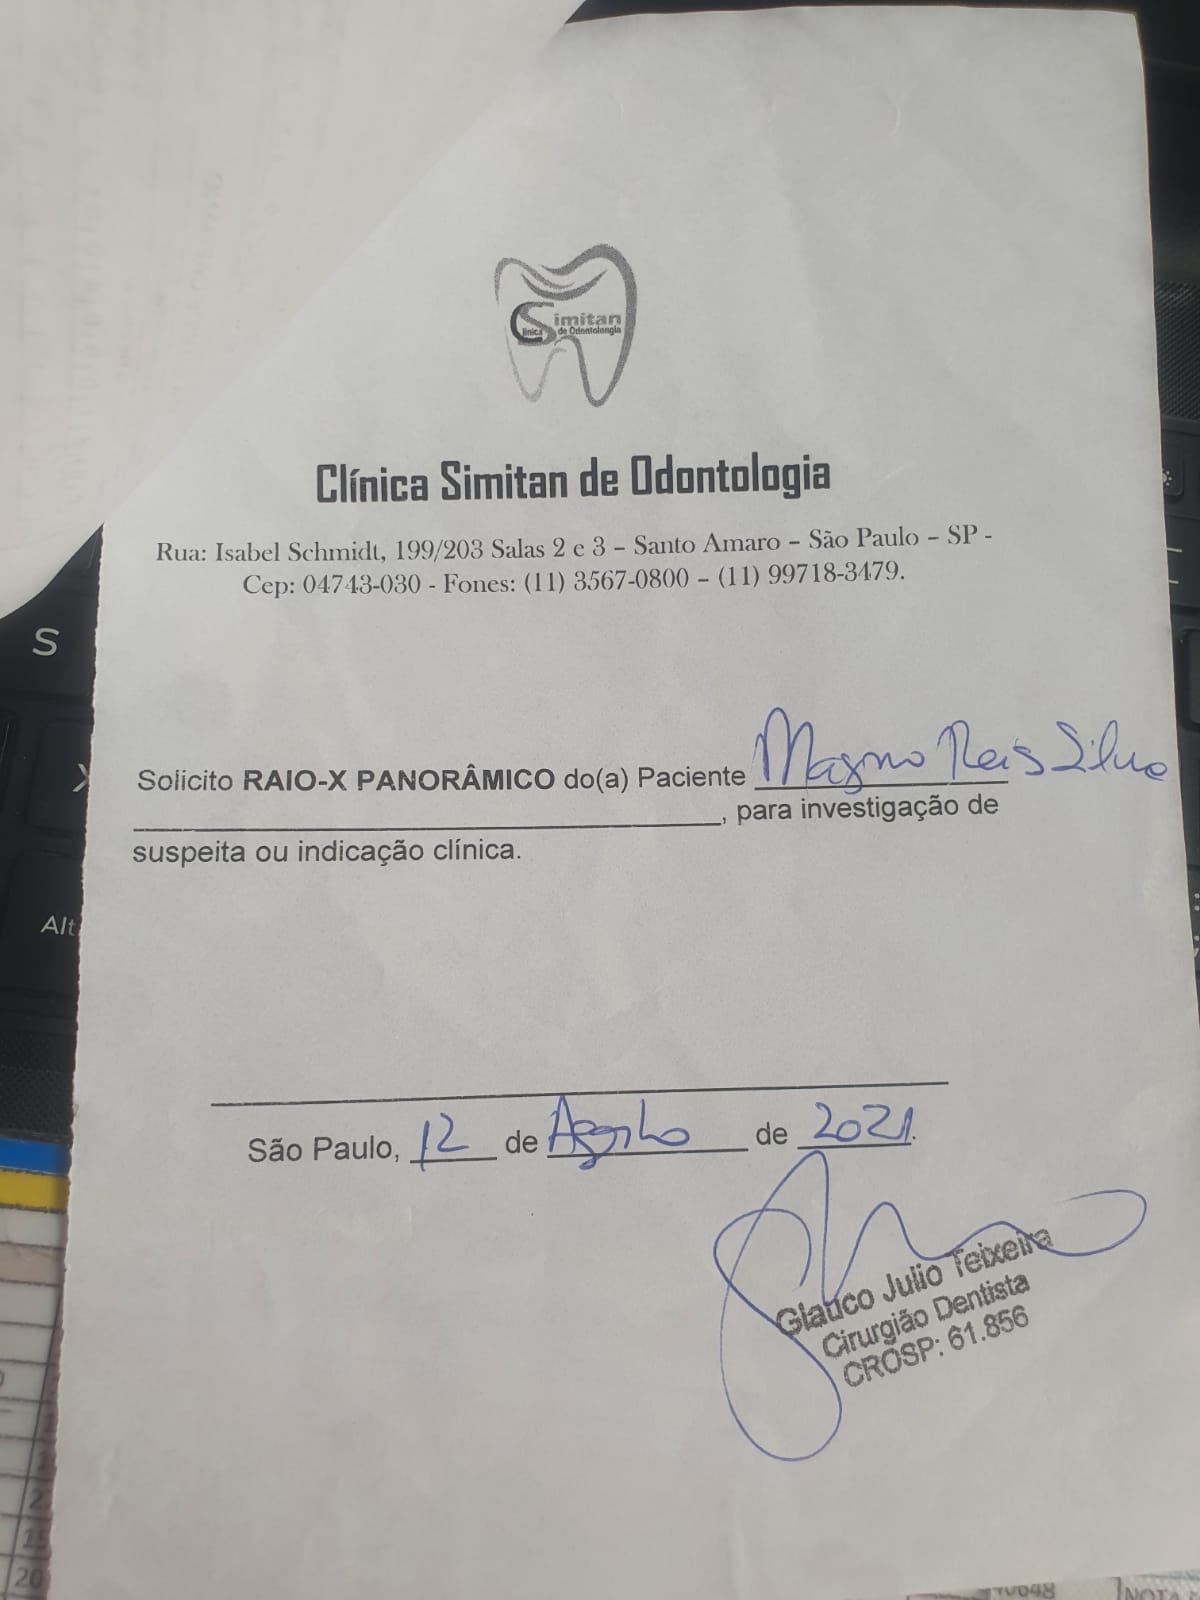 Simitan
Clínica de Odontologia
Clínica Simitan de Odontologia
Rua: Isabel Schmidt, 199/203 Salas 2 e 3 – Santo Amaro – São Paulo – SP -
Cep: 04743-030 - Fones: (11) 3567-0800 – (11) 99718-3479.
Solicito RAIO-X PANORÂMICO do(a) Paciente Magno Reis Silva
, para investigação de
suspeita ou indicação clínica.
São Paulo, 12 de Agosto de 2021.
Glauco Julio Teixeira
Cirurgião Dentista
CROSP: 61.856
S
X
Alt
20
NOTA